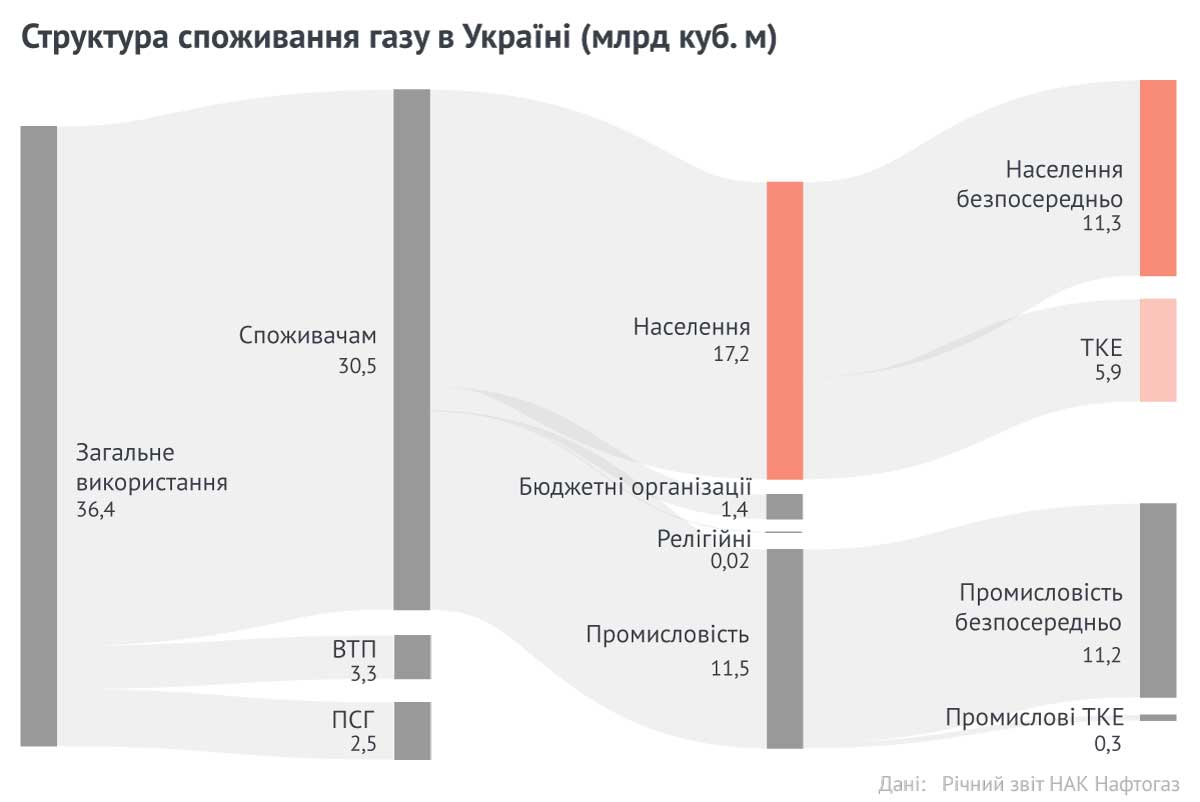 Структура споживання газу в Україні (млрд куб. м)
Загальне
використання
36,4
Споживачам
30,5
ВТП
3,3
ПСГ
2,5
Населення
17,2
Бюджетні організації
1,4
Релігійні
0,02
Промисловість
11,5
Населення
безпосередньо
11,3
ТКЕ
5,9
Промисловість
безпосередньо
11,2
Промислові ТКЕ
0,3
Дані: Річний звіт НАК Нафтогаз